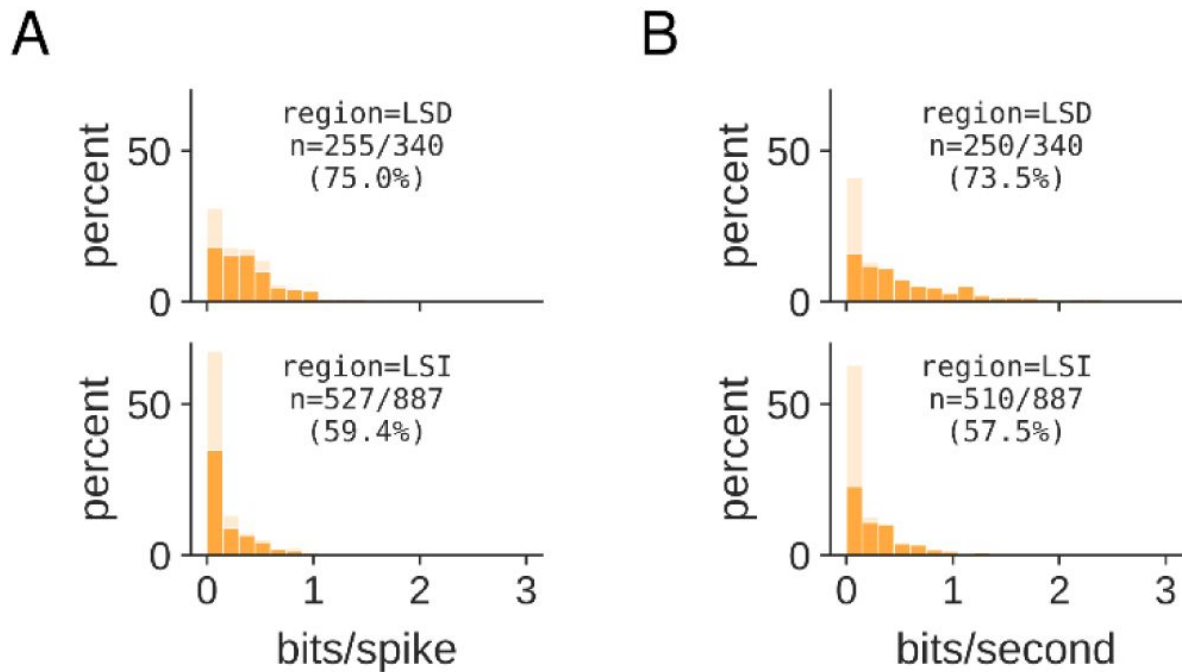 A
percent
50
0
region=LSD
n=255/340
(75.0%)
percent
50
0
region=LSI
n=527/887
(59.4%)
0 1 2 3
bits/spike
B
percent
50
0
region=LSD
n=250/340
(73.5%)
percent
50
0
region=LSI
n=510/887
(57.5%)
0 1 2 3
bits/second